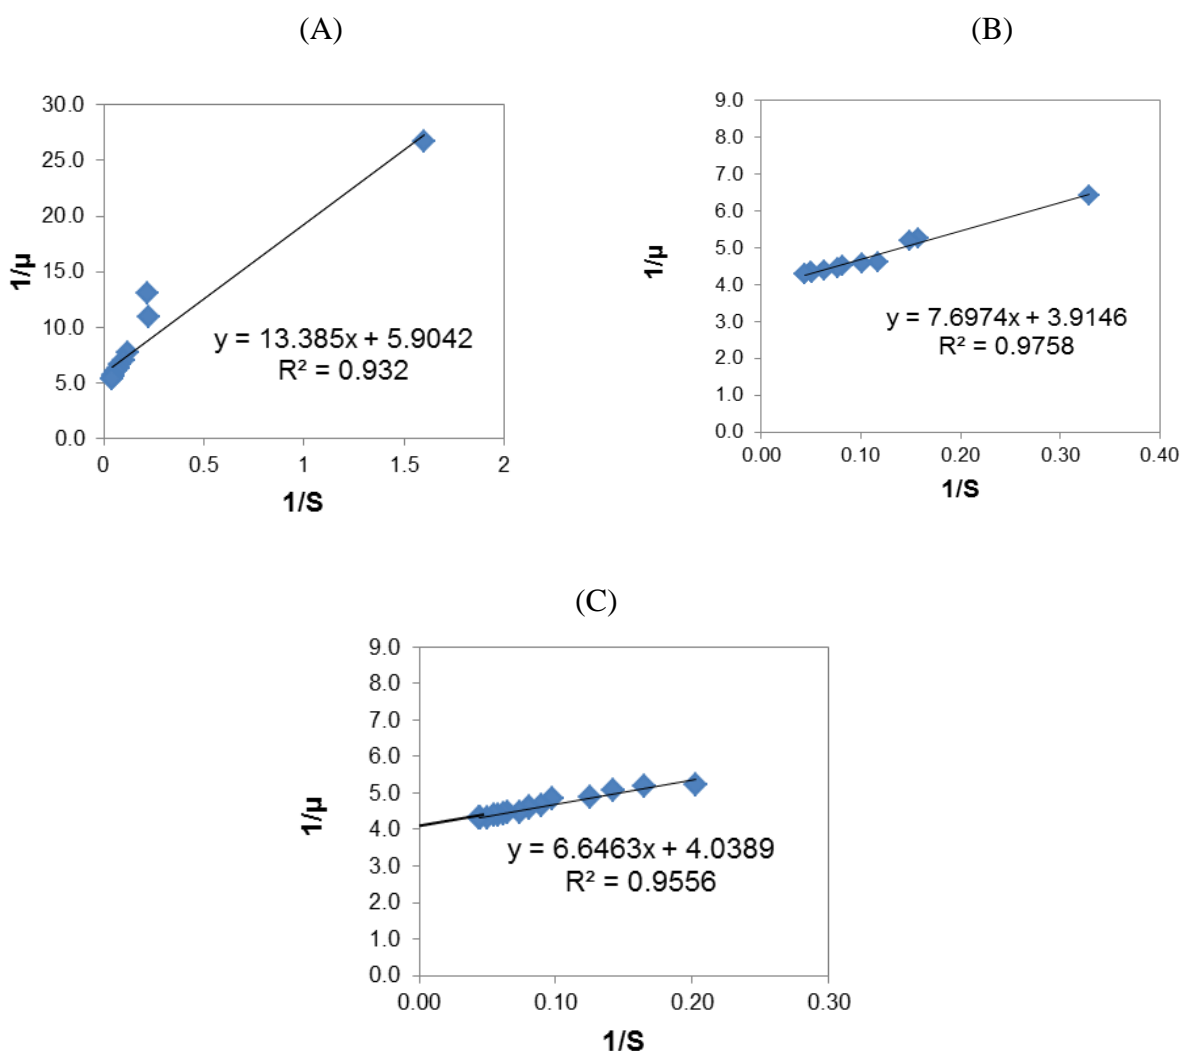 (A)
30.0
25.0
20.0
15.0
10.0
5.0
0.0
1/μ
y = 13.385x + 5.9042
R² = 0.932
0 0.5 1 1.5 2
1/S
(B)
9.0
8.0
7.0
6.0
5.0
4.0
3.0
2.0
1.0
0.0
1/μ
y = 7.6974x + 3.9146
R² = 0.9758
0.00 0.10 0.20 0.30 0.40
1/S
(C)
9.0
8.0
7.0
6.0
5.0
4.0
3.0
2.0
1.0
0.0
1/μ
y = 6.6463x + 4.0389
R² = 0.9556
0.00 0.10 0.20 0.30
1/S